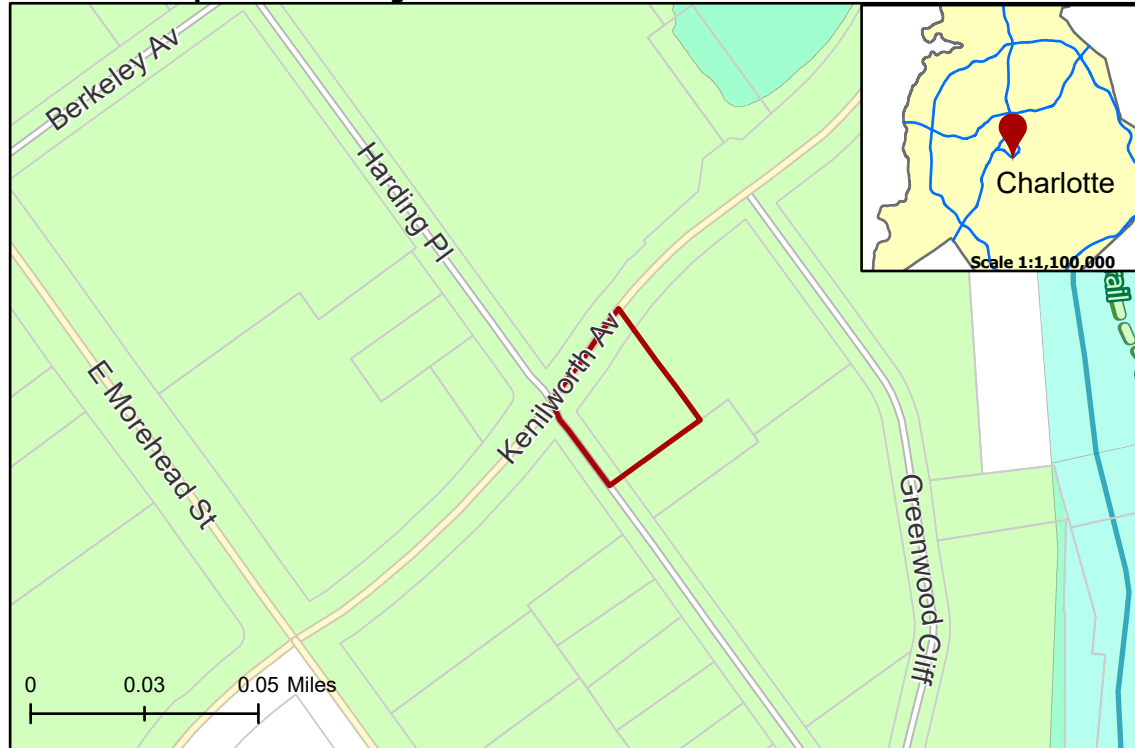 Berkeley Av
Harding Pl
Charlotte
Scale 1:1,100,000
Kenilworth Av
E Morehead St
Greenwood Cliff
0 0.03 0.05 Miles